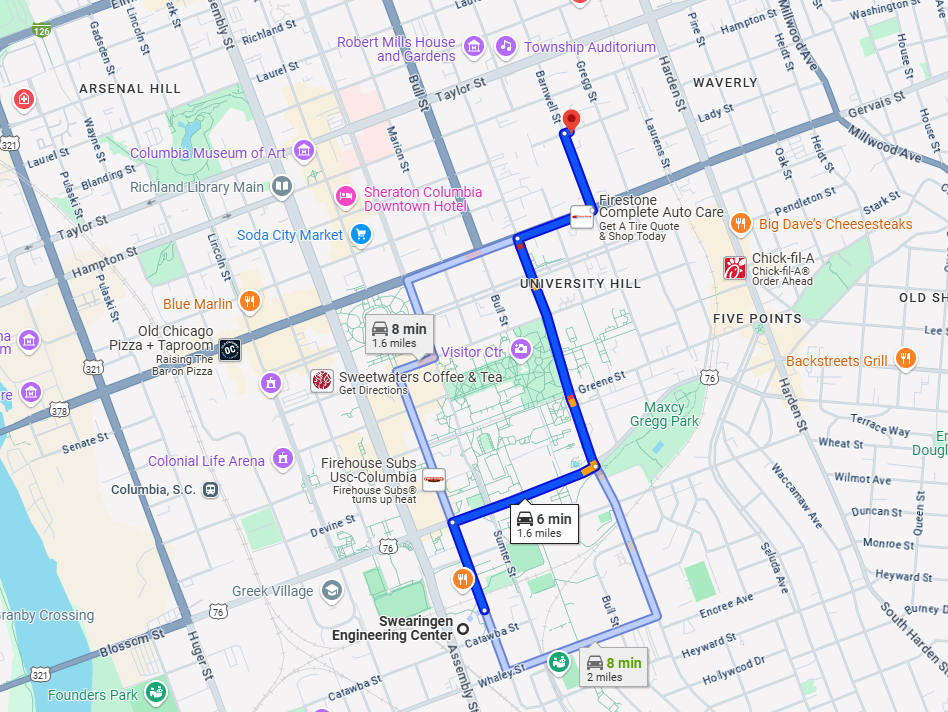 126
Elm
Gadsden St
Lincoln St
Assembly St
Richland St
Laurel St
Robert Mills House
and Gardens
Township Auditorium
Pine St
Hampton St
Washington St
Millwood Ave
Heidt St
House St
ARSENAL HILL
Laurel St
Taylor St
Bull St
Barnwell St
Gregg St
Harden St
WAVERLY
Lady St
Gervais St
Millwood Ave
House St
321
Wayne St
Laurel St
Blanding St
Pulaski St
Columbia Museum of Art
Marion St
Laurens St
Oak St
Heidt St
Richland Library Main
Sheraton Columbia
Downtown Hotel
Pendleton St
Stark St
Taylor St
Hampton St
Lincoln St
Soda City Market
Firestone
Complete Auto Care
Get A Tire Quote
& Shop Today
Big Dave's Cheesesteaks
Pulaski St
Blue Marlin
Bull St
UNIVERSITY HILL
Chick-fil-A
Chick-fil-A®
Order Ahead
OLD SH
FIVE POINTS
na
m
Old Chicago
Pizza + Taproom
Raising The
Bar on Pizza
OC
8 min
1.6 miles
Visitor Ctr
Backstreets Grill
321
378
re
Sweetwaters Coffee & Tea
Get Directions
Greene St
76
Harden St
Maxcy
Gregg Park
Terrace Way
Wheat St
Senate St
Colonial Life Arena
Firehouse Subs
Usc-Columbia
Firehouse Subs®
turns up heat
Columbia, S.C.
Wilmot Ave
Duncan St
Queen St
Monroe St
Waccamaw Ave
Saluda Ave
6 min
1.6 miles
Devine St
76
Sumter St
Heyward St
Burney D
Greek Village
76
Granby Crossing
Swearingen
Engineering Center
Catawba St
Bull St
Enoree Ave
Heyward St
South Harden St
Blossom St
Huger St
Assembly St
Whaley St
8 min
2 miles
Hollywood Dr
321
Founders Park
Catawba St